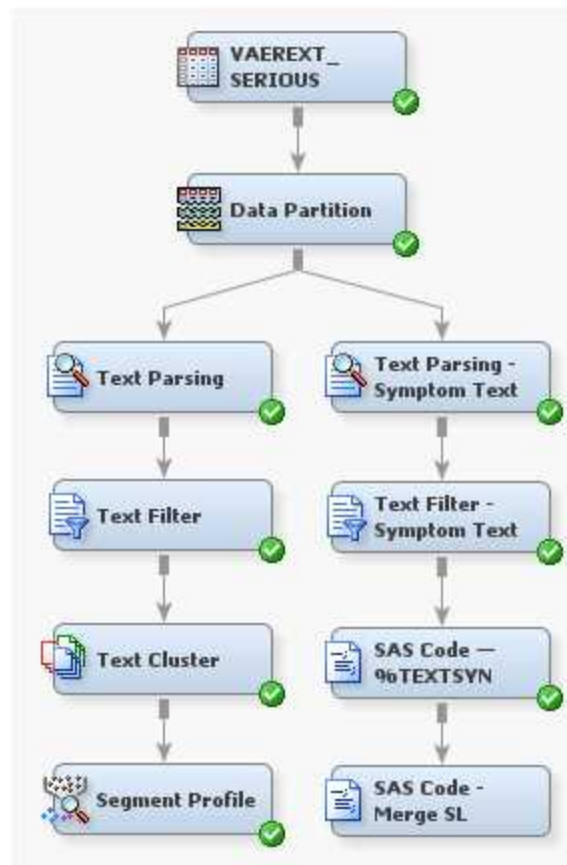 VAEREXT_
SERIOUS
Data Partition
Text Parsing
Text Parsing -
Symptom Text
Text Filter
Text Filter -
Symptom Text
Text Cluster
SAS Code —
%TEXTSYN
Segment Profile
SAS Code -
Merge SL